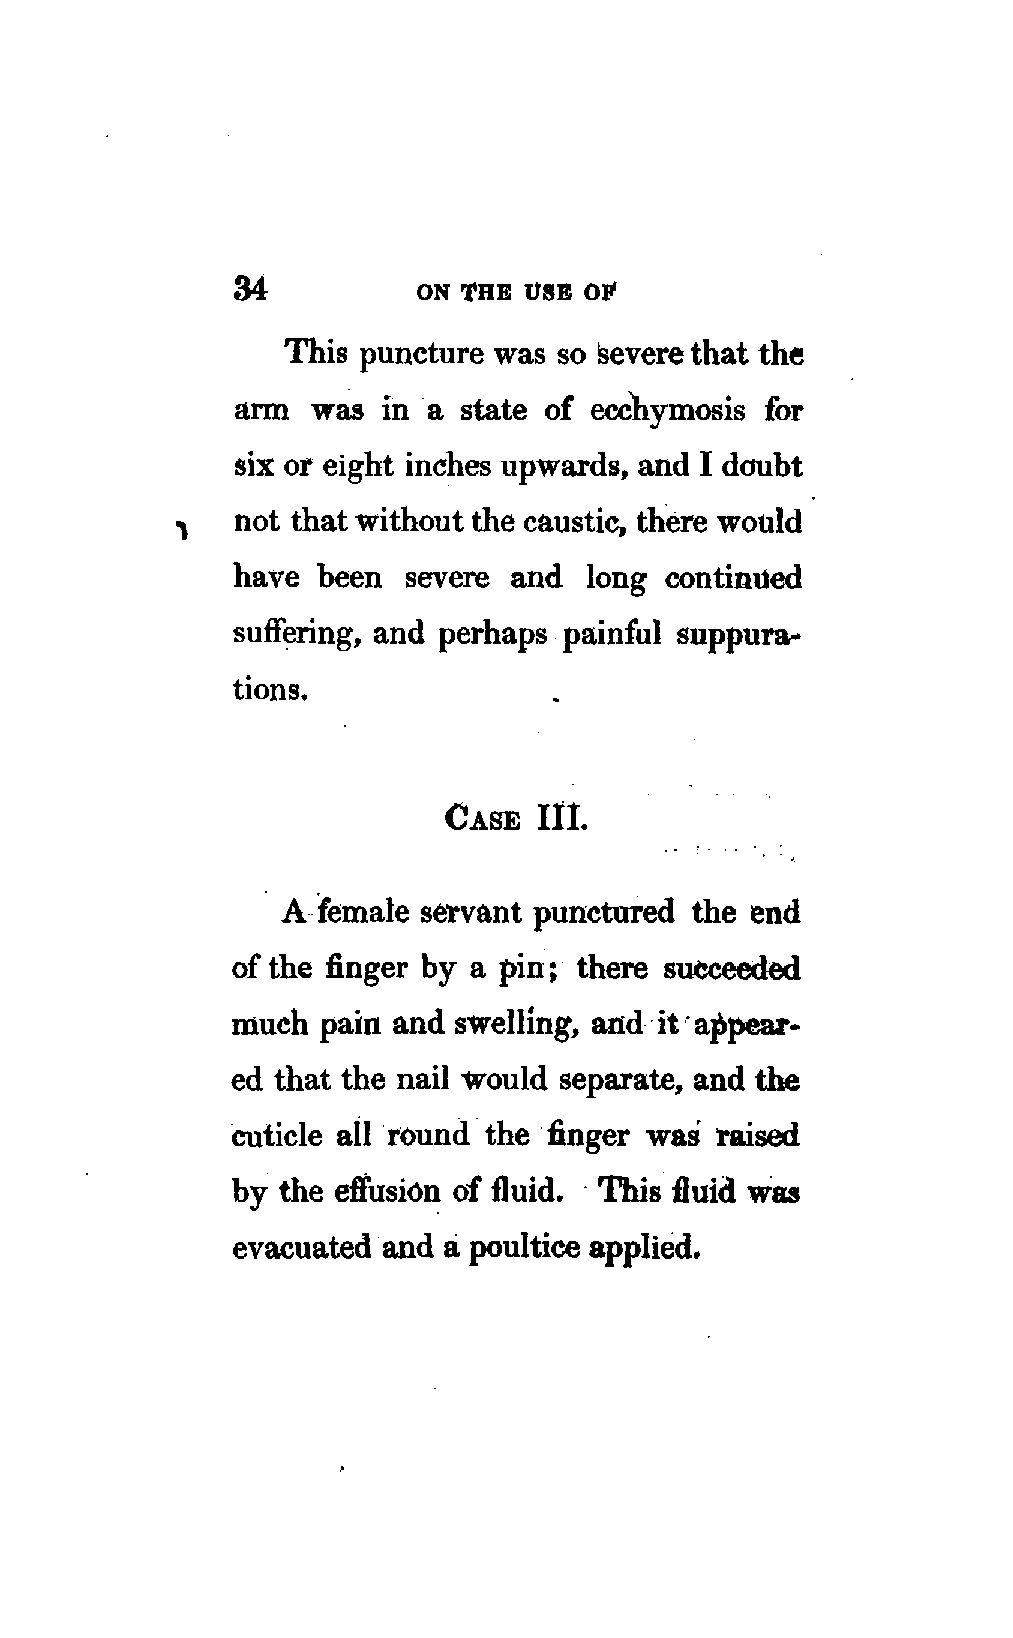 34 ON THE USE OF
This puncture was so severe that the
arm was in a state of ecchymosis for
six or eight inches upwards, and I doubt
not that without the caustic, there would
have been severe and long continued
suffering, and perhaps painful suppura-
tions.
CASE III.
A female servant punctured the end
of the finger by a pin; there succeeded
much pain and swelling, and it appear-
ed that the nail would separate, and the
cuticle all round the finger was raised
by the effusion of fluid. This fluid was
evacuated and a poultice applied.